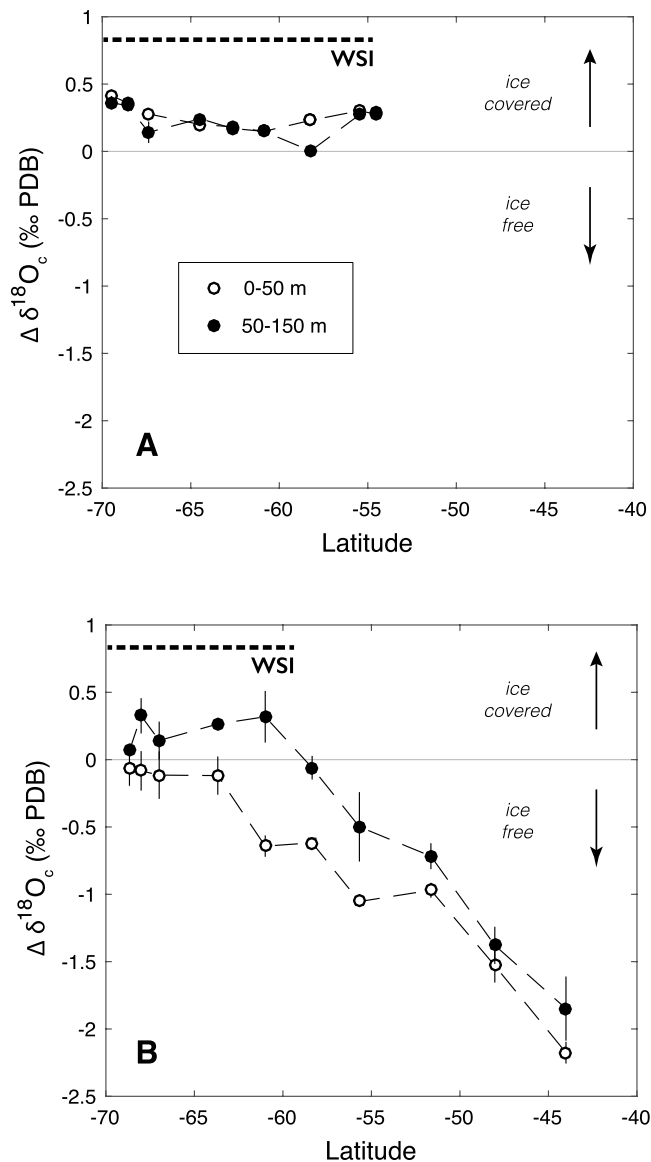 1
WSI
ice
covered
0.5
0
ice
free
-0.5
Δ δ¹⁸O꜀ (‰ PDB)
-1
0-50 m
50-150 m
-1.5
-2
A
-2.5
-70 -65 -60 -55 -50 -45 -40
Latitude
1
WSI
ice
covered
0.5
0
ice
free
-0.5
Δ δ¹⁸O꜀ (‰ PDB)
-1
-1.5
-2
B
-2.5
-70 -65 -60 -55 -50 -45 -40
Latitude